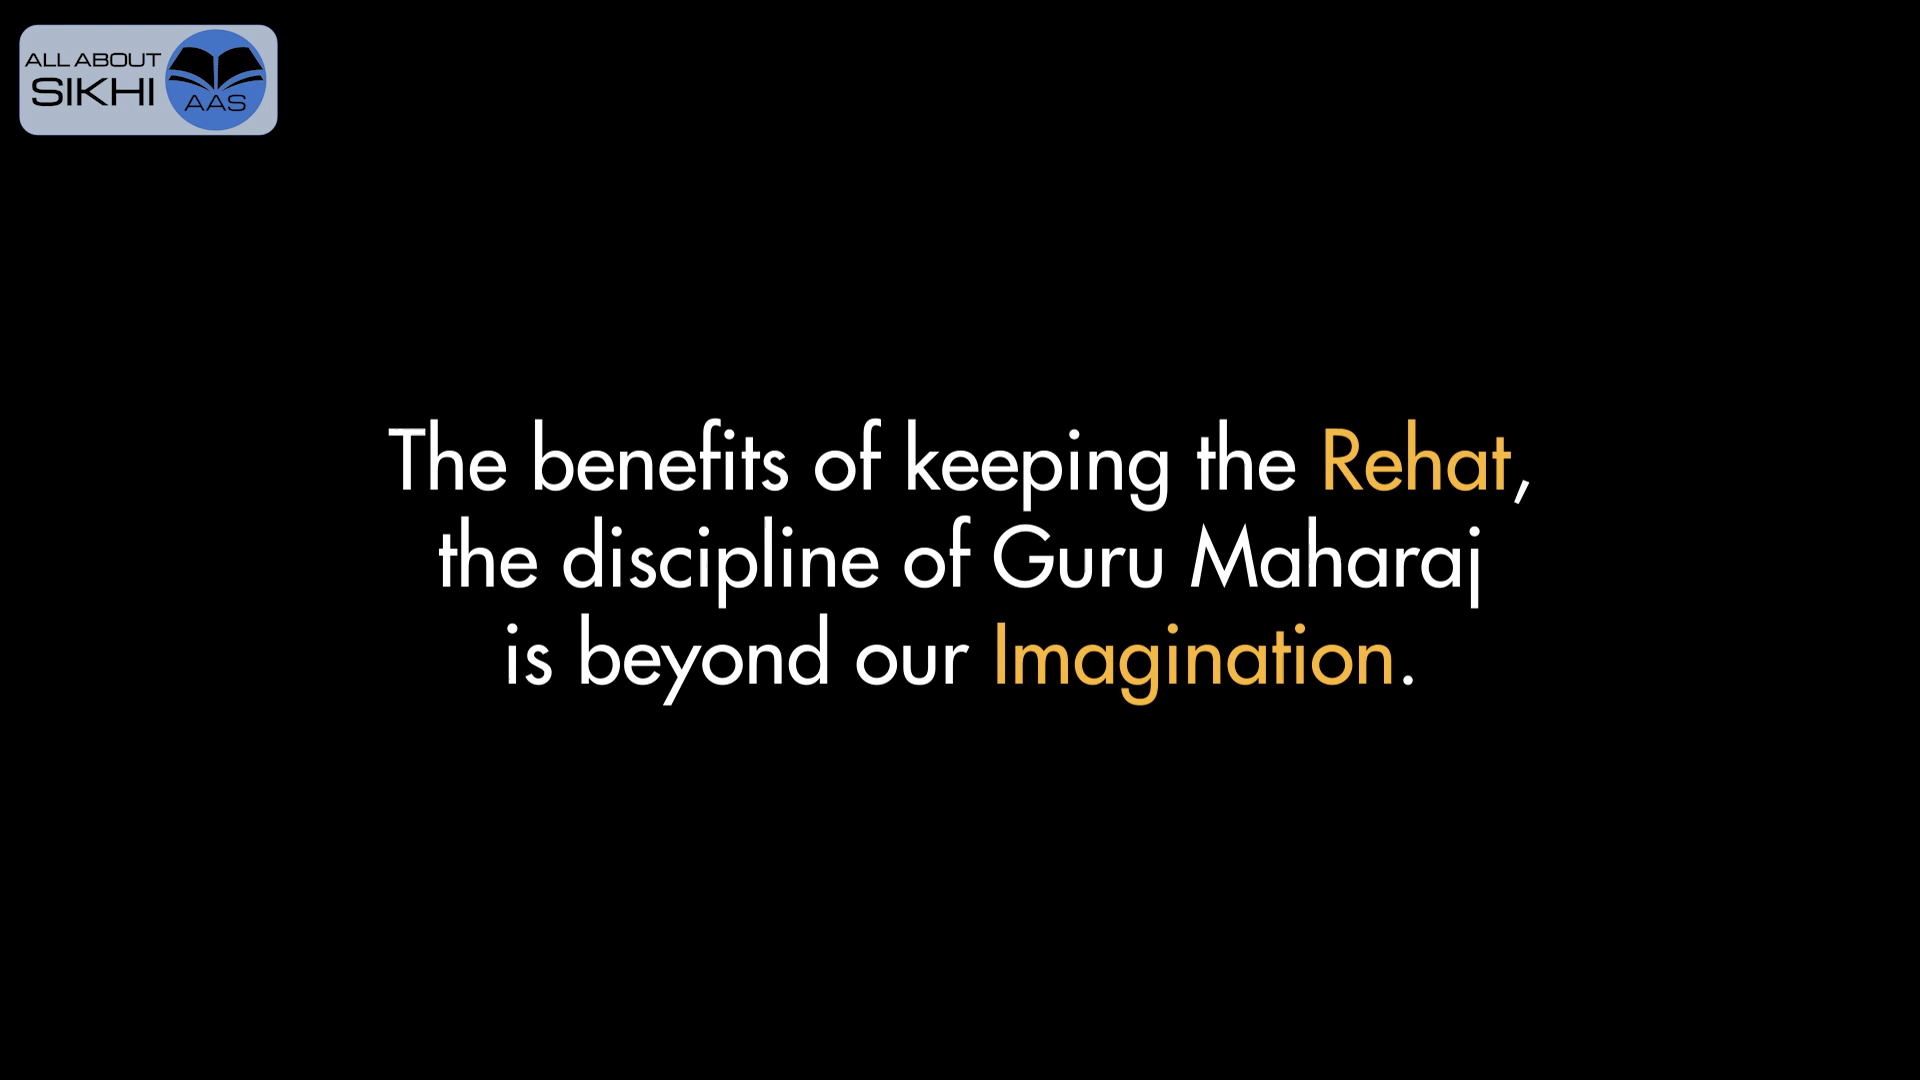 ALL ABOUT
SIKHI
AAS
The benefits of keeping the Rehat,
the discipline of Guru Maharaj
is beyond our Imagination.